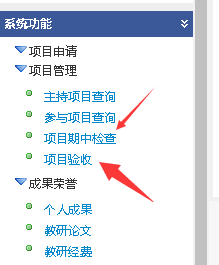 系统功能
项目申请
项目管理
主持项目查询
参与项目查询
项目期中检查
项目验收
成果荣誉
个人成果
教研论文
教研经费